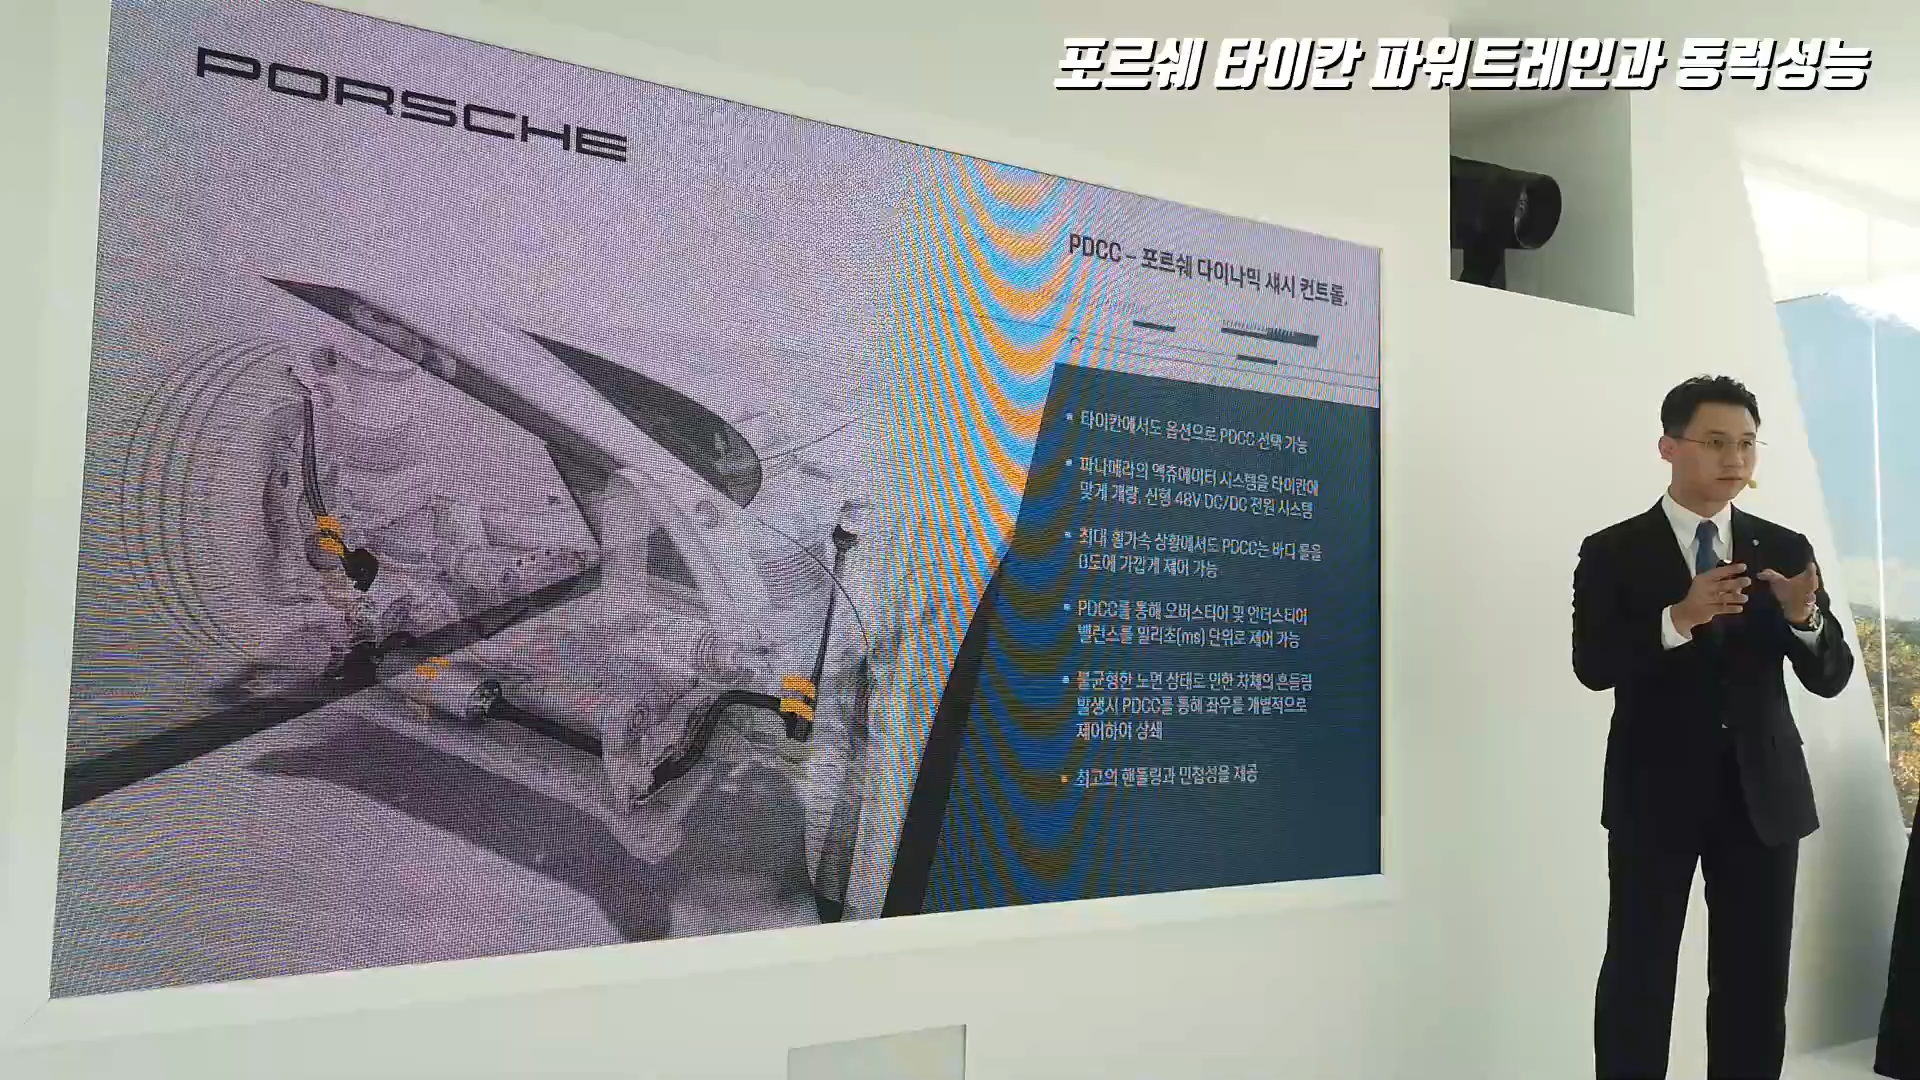 포르쉐 타이칸 파워트레인과 동력성능
PORSCHE
PDCC – 포르쉐 다이나믹 섀시 컨트롤.
▪ 타이칸에서도 옵션으로 PDCC 선택 가능
▪ 파나메라의 액츄에이터 시스템을 타이칸에
맞게 개량, 신형 48V DC/DC 전원 시스템
▪ 최대 횡가속 상황에서도 PDCC는 바디 롤을
0도에 가깝게 제어 가능
▪ PDCC를 통해 오버스티어 및 언더스티어
밸런스를 밀리초(ms) 단위로 제어 가능
▪ 불균형한 노면 상태로 인한 차체의 흔들림
발생시 PDCC를 통해 좌우를 개별적으로
제어하여 상쇄
▪ 최고의 핸들링과 민첩성을 제공